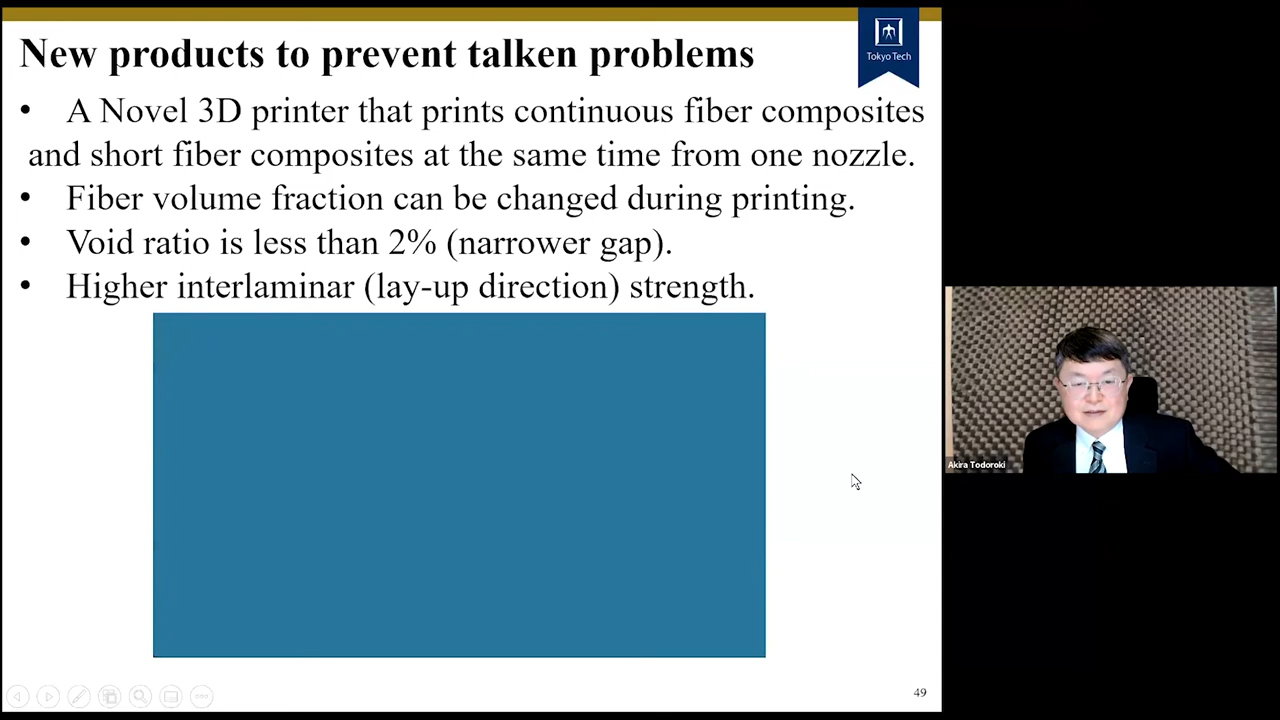 New products to prevent talken problems
Tokyo Tech
• A Novel 3D printer that prints continuous fiber composites
and short fiber composites at the same time from one nozzle.
• Fiber volume fraction can be changed during printing.
• Void ratio is less than 2% (narrower gap).
• Higher interlaminar (lay-up direction) strength.
Akira Todoroki
49